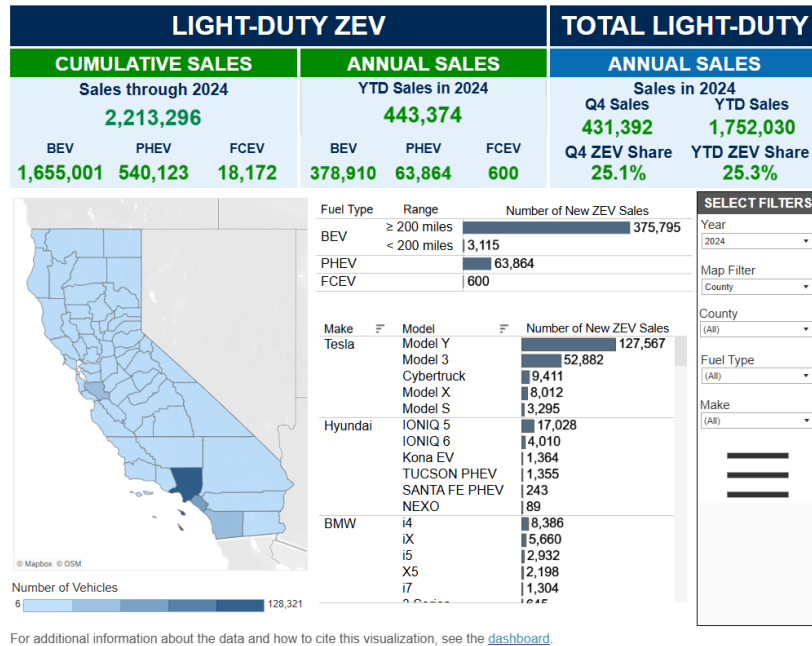 LIGHT-DUTY ZEV
TOTAL LIGHT-DUTY
CUMULATIVE SALES
ANNUAL SALES
ANNUAL SALES
Sales through 2024
2,213,296
YTD Sales in 2024
443,374
Sales in 2024
Q4 Sales YTD Sales
431,392 1,752,030
BEV PHEV FCEV
1,655,001 540,123 18,172
BEV PHEV FCEV
378,910 63,864 600
Q4 ZEV Share YTD ZEV Share
25.1% 25.3%
© Mapbox © OSM
Number of Vehicles
6 128,321
Fuel Type Range Number of New ZEV Sales
BEV ≥ 200 miles 375,795
< 200 miles 3,115
PHEV 63,864
FCEV 600
Make Model Number of New ZEV Sales
Tesla Model Y 127,567
Model 3 52,882
Cybertruck 9,411
Model X 8,012
Model S 3,295
Hyundai IONIQ 5 17,028
IONIQ 6 4,010
Kona EV 1,364
TUCSON PHEV 1,355
SANTA FE PHEV 243
NEXO 89
BMW i4 8,386
iX 5,660
i5 2,932
X5 2,198
i7 1,304
SELECT FILTERS
Year
2024
Map Filter
County
County
(All)
Fuel Type
(All)
Make
(All)
For additional information about the data and how to cite this visualization, see the dashboard.